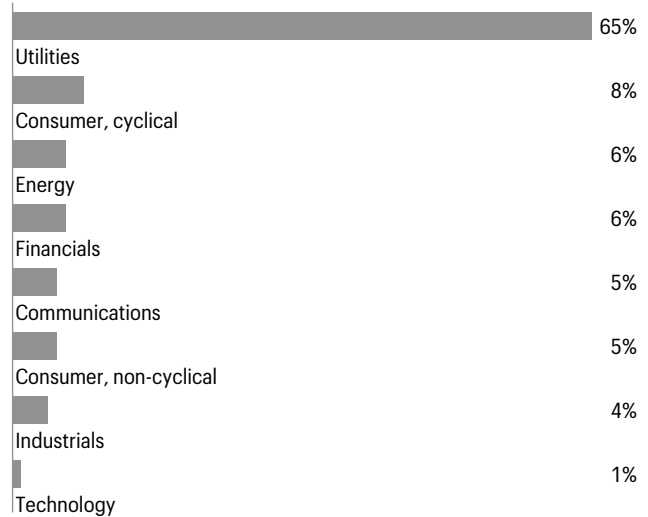 65%
Utilities
8%
Consumer, cyclical
6%
Energy
6%
Financials
5%
Communications
5%
Consumer, non-cyclical
4%
Industrials
1%
Technology